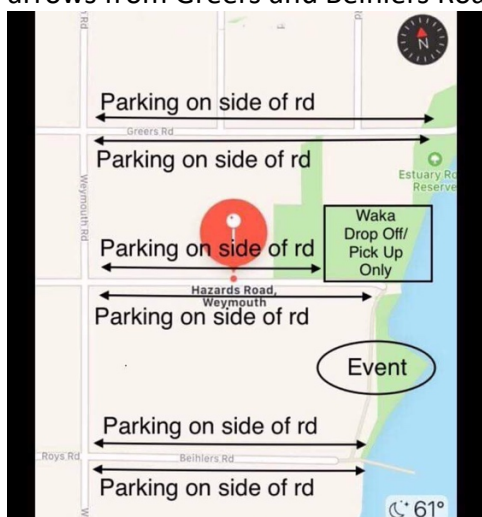 arrows from Greers and Beihlers Roa
Rd
N
Parking on side of rd
Greers Rd
Parking on side of rd
Estuary Ro
Reserve
Weymouth Rd
Waka
Drop Off/
Pick Up
Only
Parking on side of rd
Hazards Road,
Weymouth
Parking on side of rd
Event
Parking on side of rd
Roys Rd
Beihlers Rd
Parking on side of rd
W
61°